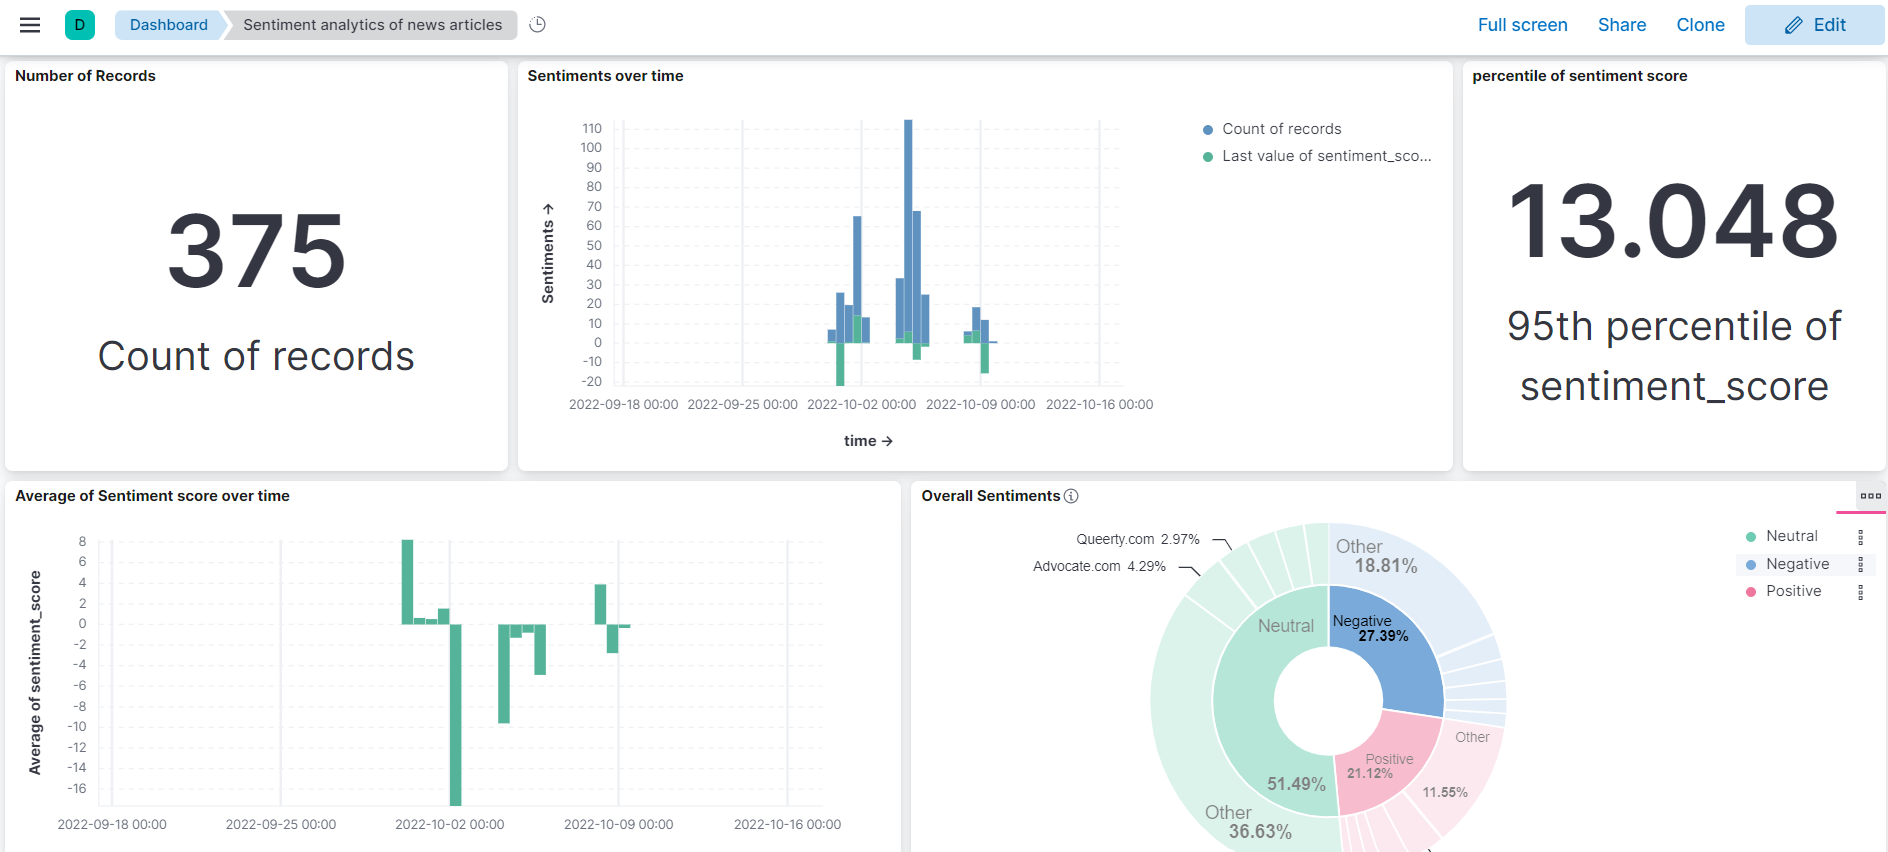 D
Dashboard
Sentiment analytics of news articles
Full screen
Share
Clone
Edit
Number of Records
375
Count of records
Sentiments over time
Sentiments →
110
100
90
80
70
60
50
40
30
20
10
0
-10
-20
2022-09-18 00:00
2022-09-25 00:00
2022-10-02 00:00
2022-10-09 00:00
2022-10-16 00:00
time →
Count of records
Last value of sentiment_sco...
percentile of sentiment score
13.048
95th percentile of
sentiment_score
Average of Sentiment score over time
Average of sentiment_score
8
6
4
2
0
-2
-4
-6
-8
-10
-12
-14
-16
2022-09-18 00:00
2022-09-25 00:00
2022-10-02 00:00
2022-10-09 00:00
2022-10-16 00:00
Overall Sentiments
Queerty.com 2.97%
Advocate.com 4.29%
Other
18.81%
Neutral
Negative
27.39%
Other
Positive
21.12%
51.49%
11.55%
Other
36.63%
Neutral
Negative
Positive